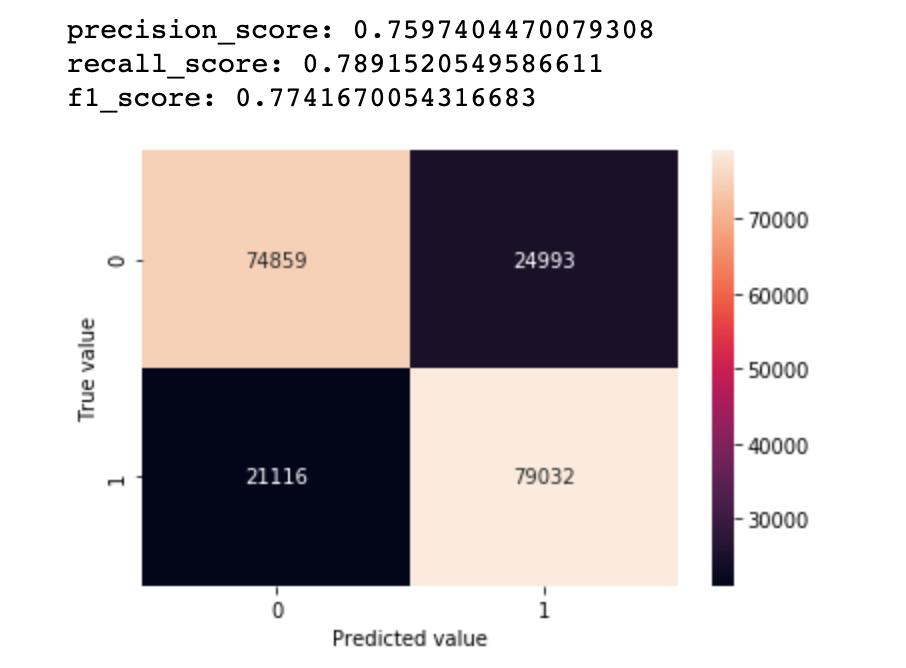 precision_score: 0.7597404470079308
recall_score: 0.7891520549586611
f1_score: 0.7741670054316683
74859 24993
21116 79032
0
1
True value
0 1
Predicted value
70000
60000
50000
40000
30000